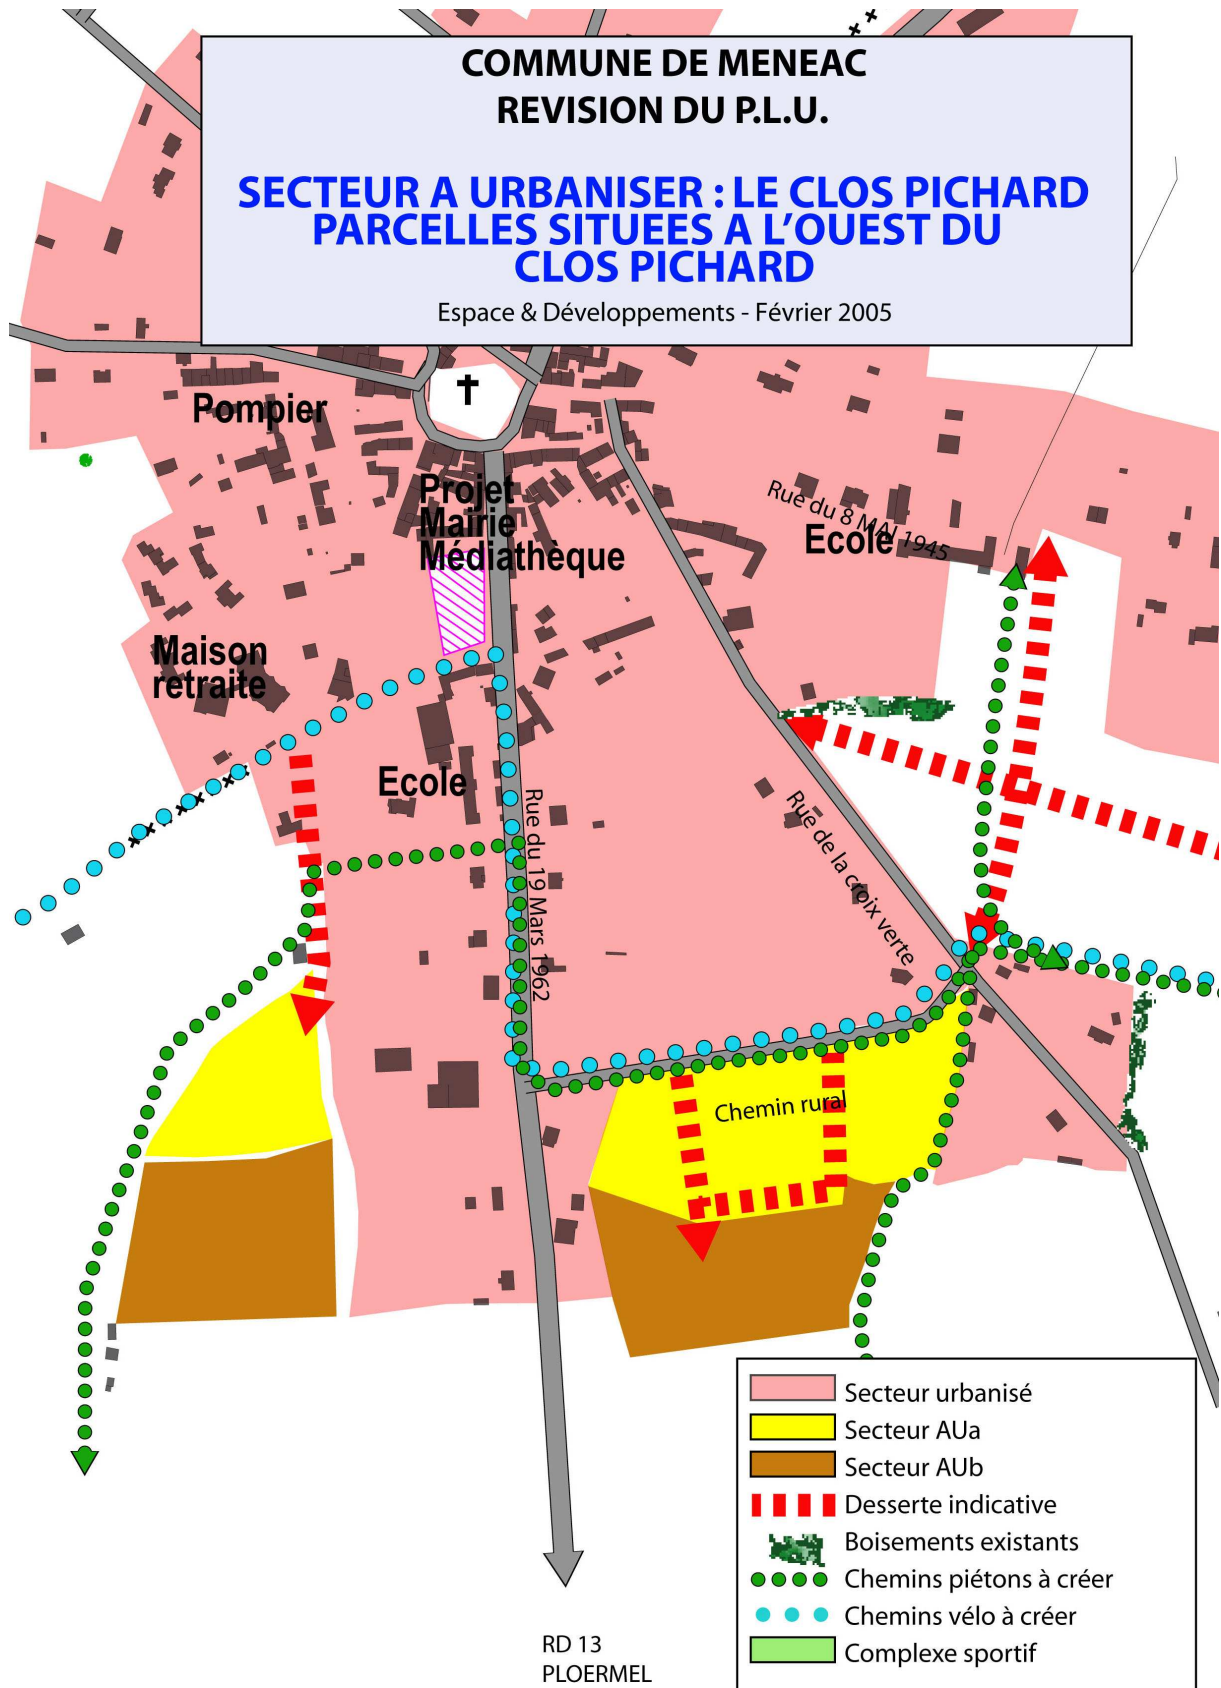 COMMUNE DE MENEAC
REVISION DU P.L.U.
SECTEUR A URBANISER : LE CLOS PICHARD
PARCELLES SITUEES A L'OUEST DU
CLOS PICHARD
Espace & Développements - Février 2005
Pompier
Projet
Mairie
Médiathèque
Rue du 8 MAI 1945
Ecole
Maison
retraite
Ecole
Rue du 19 Mars 1962
Rue de la croix verte
Chemin rural
Secteur urbanisé
Secteur AUa
Secteur AUb
Desserte indicative
Boisements existants
Chemins piétons à créer
Chemins vélo à créer
Complexe sportif
RD 13
PLOERMEL